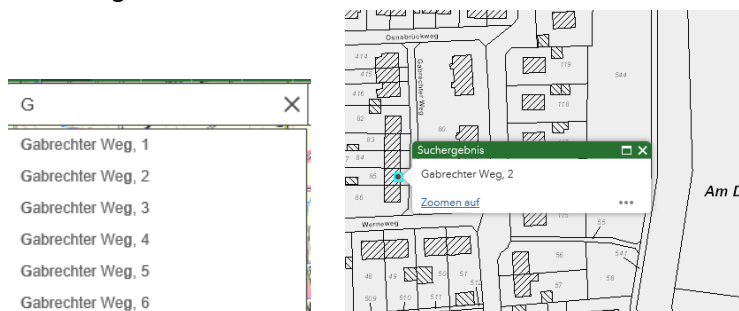 G
Gabrechter Weg, 1
Gabrechter Weg, 2
Gabrechter Weg, 3
Gabrechter Weg, 4
Gabrechter Weg, 5
Gabrechter Weg, 6
Osnabrückweg
414
415
416
Gabrechter Weg
119
544
118
82
83
80
84
85
86
Suchergebnis
Gabrechter Weg, 2
Zoomen auf
Am D
115
55
Werneweg
56
541
48
49
50
51
57
58
509
510
511